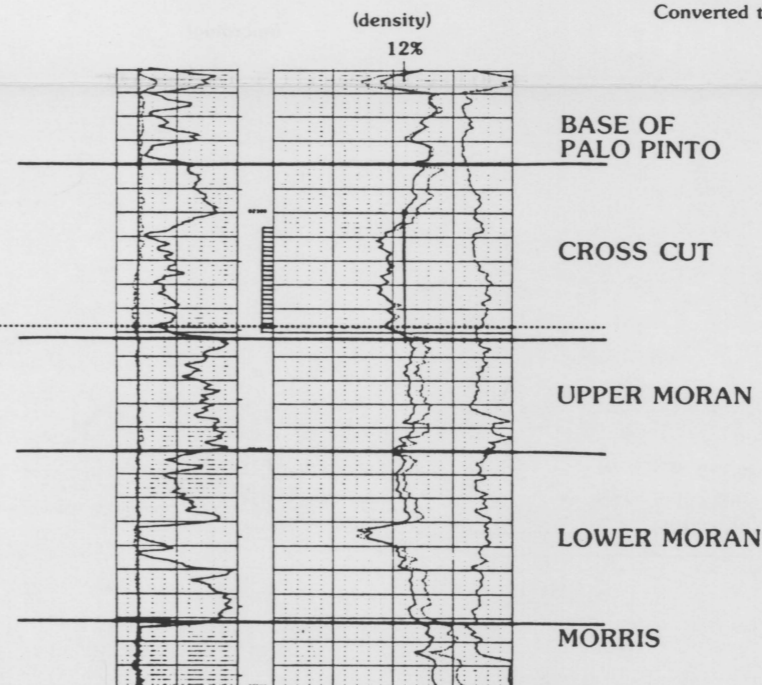 (density)
Converted t
12%
BASE OF
PALO PINTO
CROSS CUT
UPPER MORAN
LOWER MORAN
MORRIS